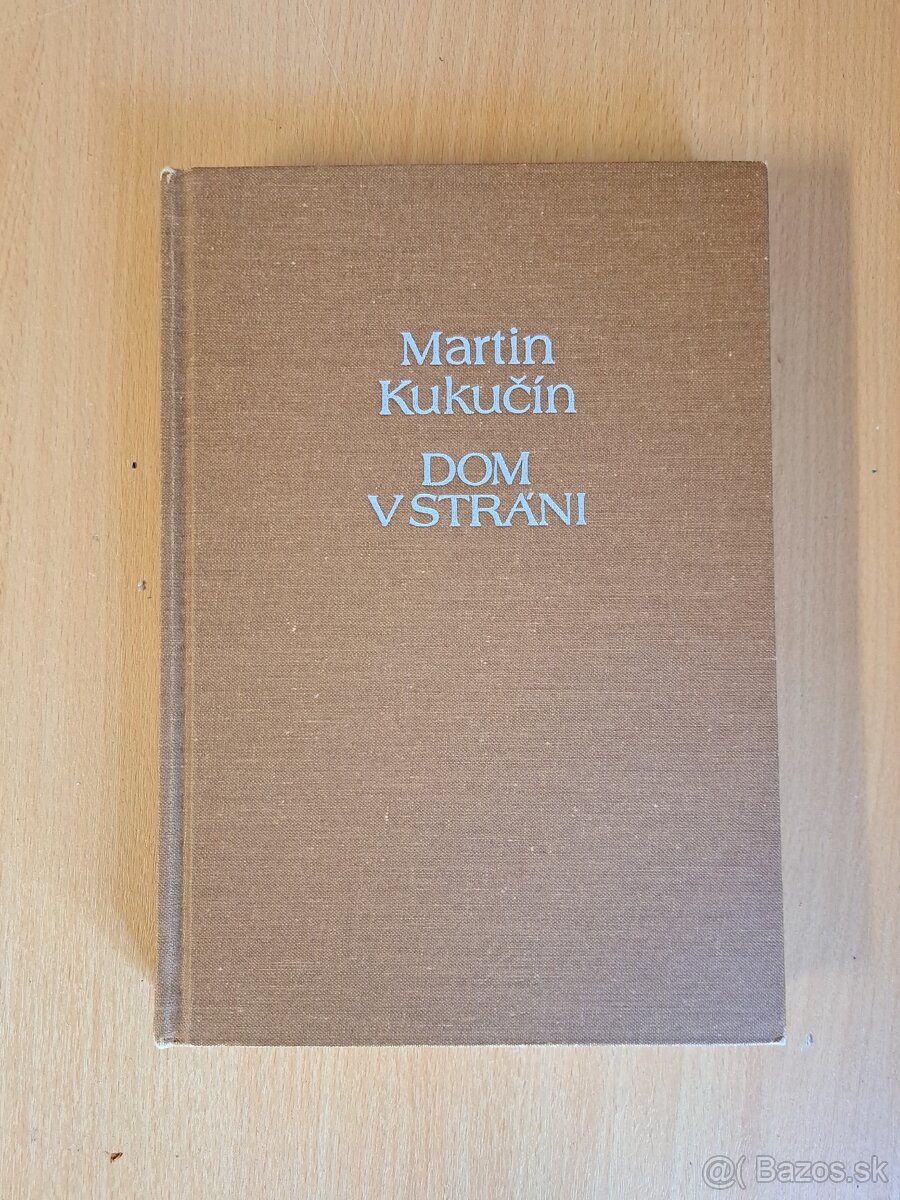 Martin
Kukučín
DOM
V STRÁNI
@( Bazos.sk